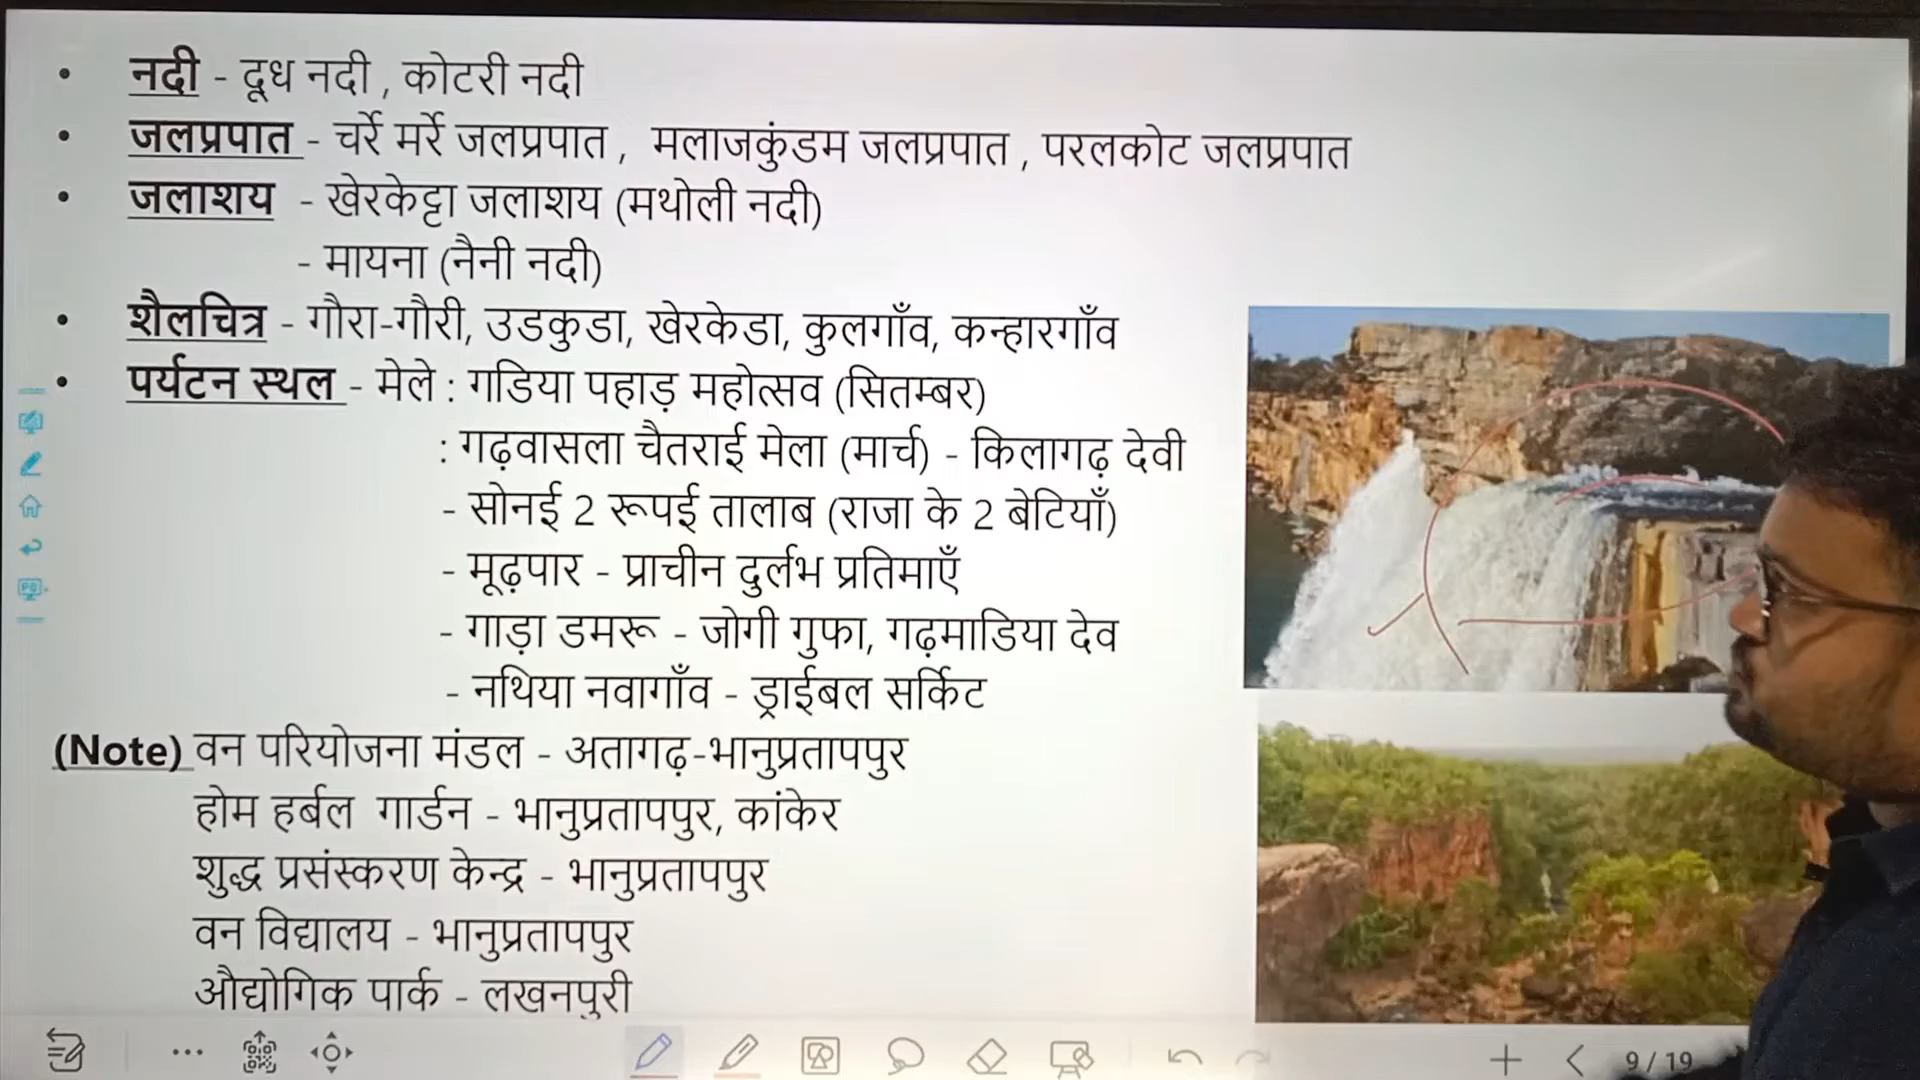 • नदी - दूध नदी , कोटरी नदी
• जलप्रपात - चर्रे मर्रे जलप्रपात , मलाजकुंडम जलप्रपात , परलकोट जलप्रपात
• जलाशय - खेरकेट्टा जलाशय (मथोली नदी)
- मायना (नैनी नदी)
• शैलचित्र - गौरा-गौरी, उडकुडा, खेरकेडा, कुलगाँव, कन्हारगाँव
• पर्यटन स्थल - मेले : गडिया पहाड़ महोत्सव (सितम्बर)
: गढ़वासला चैतराई मेला (मार्च) - किलागढ़ देवी
- सोनई 2 रूपई तालाब (राजा के 2 बेटियाँ)
- मूढ़पार - प्राचीन दुर्लभ प्रतिमाएँ
- गाड़ा डमरू - जोगी गुफा, गढ़माडिया देव
- नथिया नवागाँव - ड्राईबल सर्किट
(Note) वन परियोजना मंडल - अतागढ़-भानुप्रतापपुर
होम हर्बल गार्डन - भानुप्रतापपुर, कांकेर
शुद्ध प्रसंस्करण केन्द्र - भानुप्रतापपुर
वन विद्यालय - भानुप्रतापपुर
औद्योगिक पार्क - लखनपुरी
9 / 19